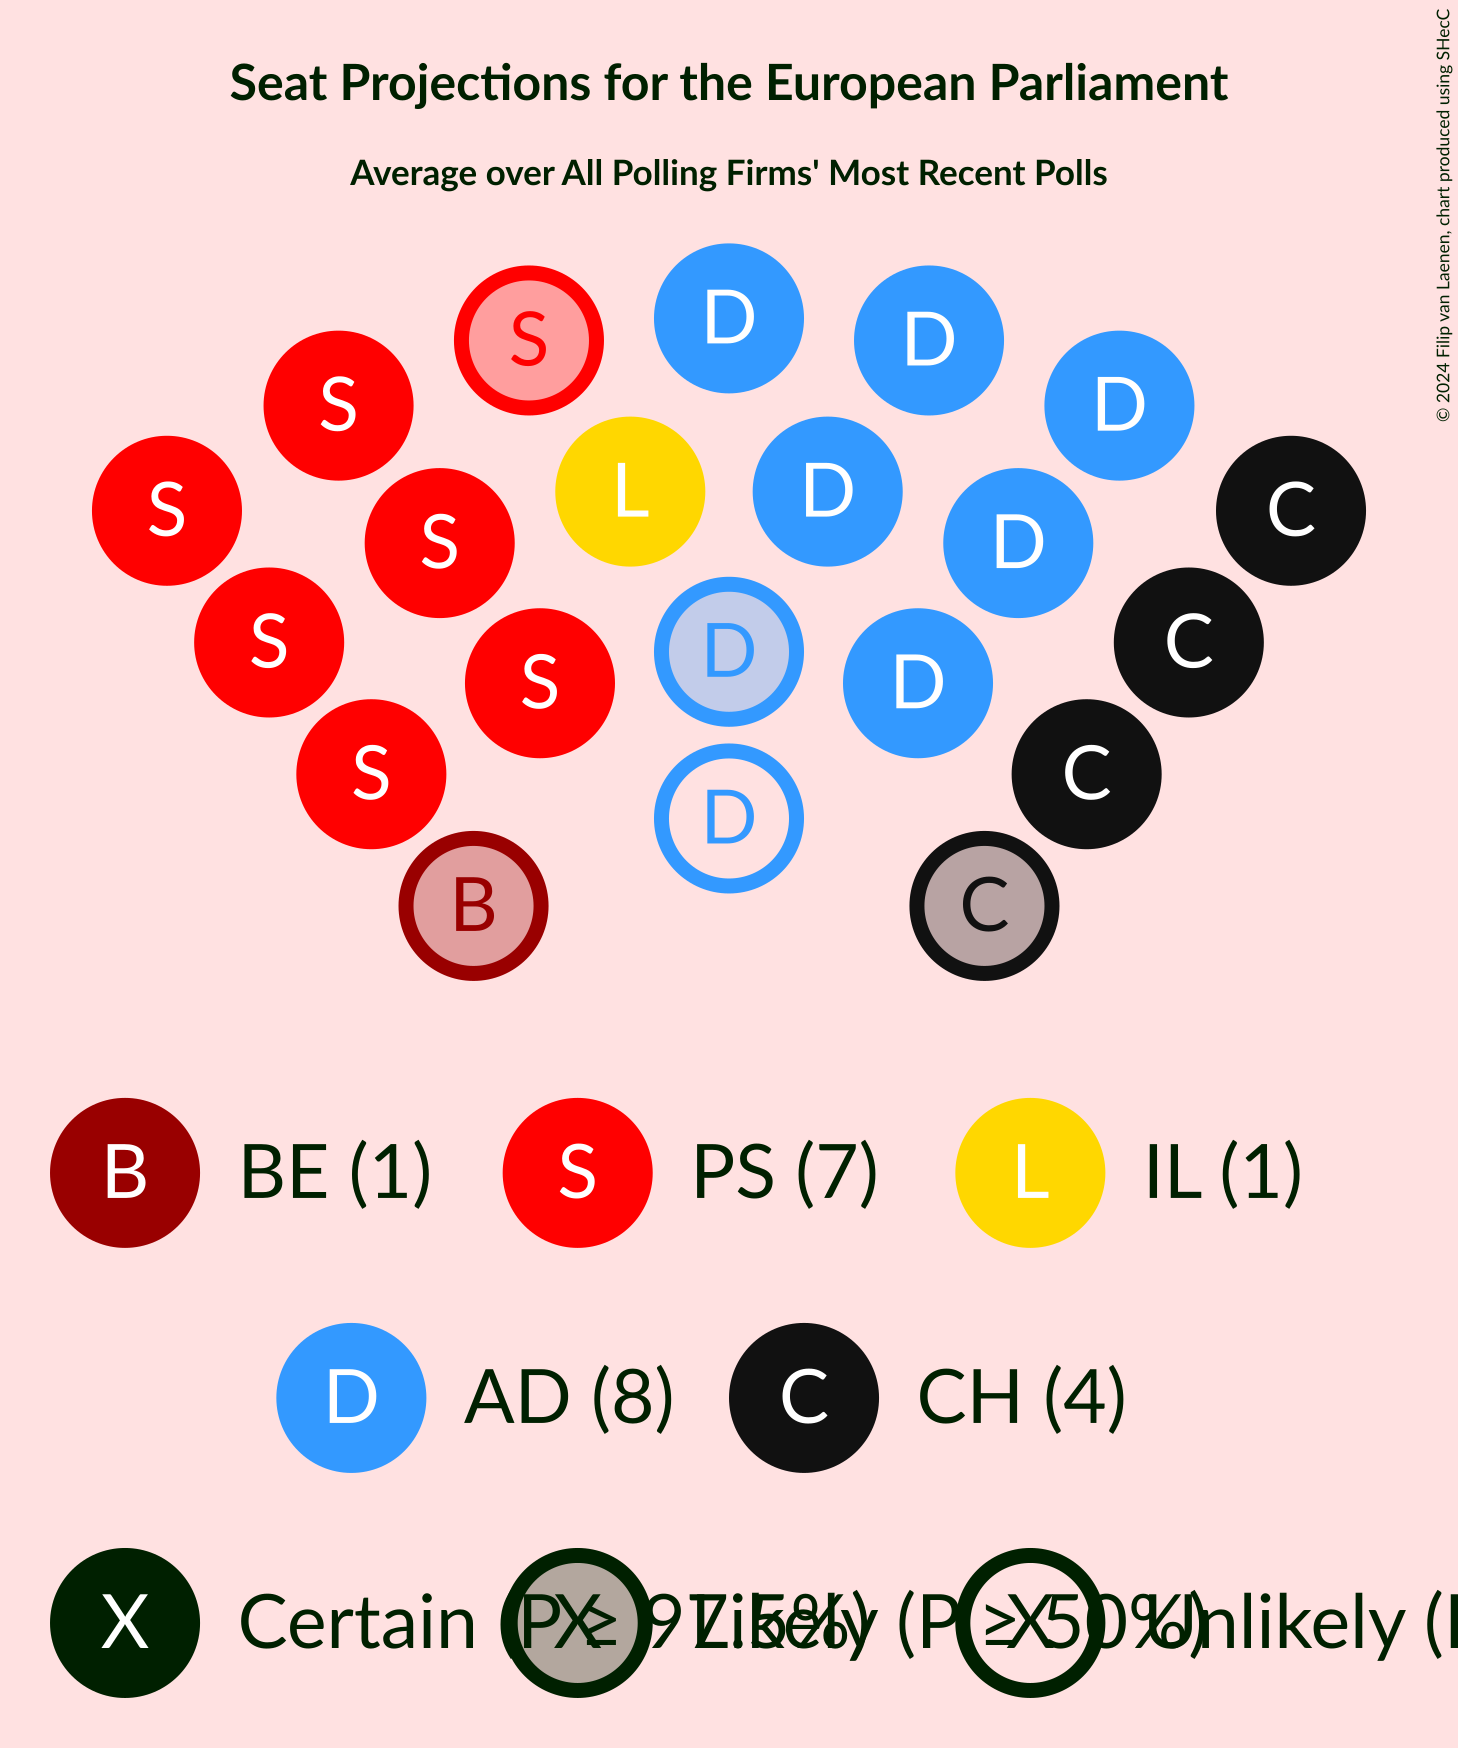 Seat Projections for the European Parliament
Average over All Polling Firms' Most Recent Polls
© 2024 Filip van Laenen, chart produced using SHecC
D
S D
S D
S L D C
S D
S D C
S D C
S D
D
B C
B BE (1) S PS (7) L IL (1)
D AD (8) C CH (4)
X Certain (P ≥ 97.5%) X Likely (P ≥ 50%) X Unlikely (